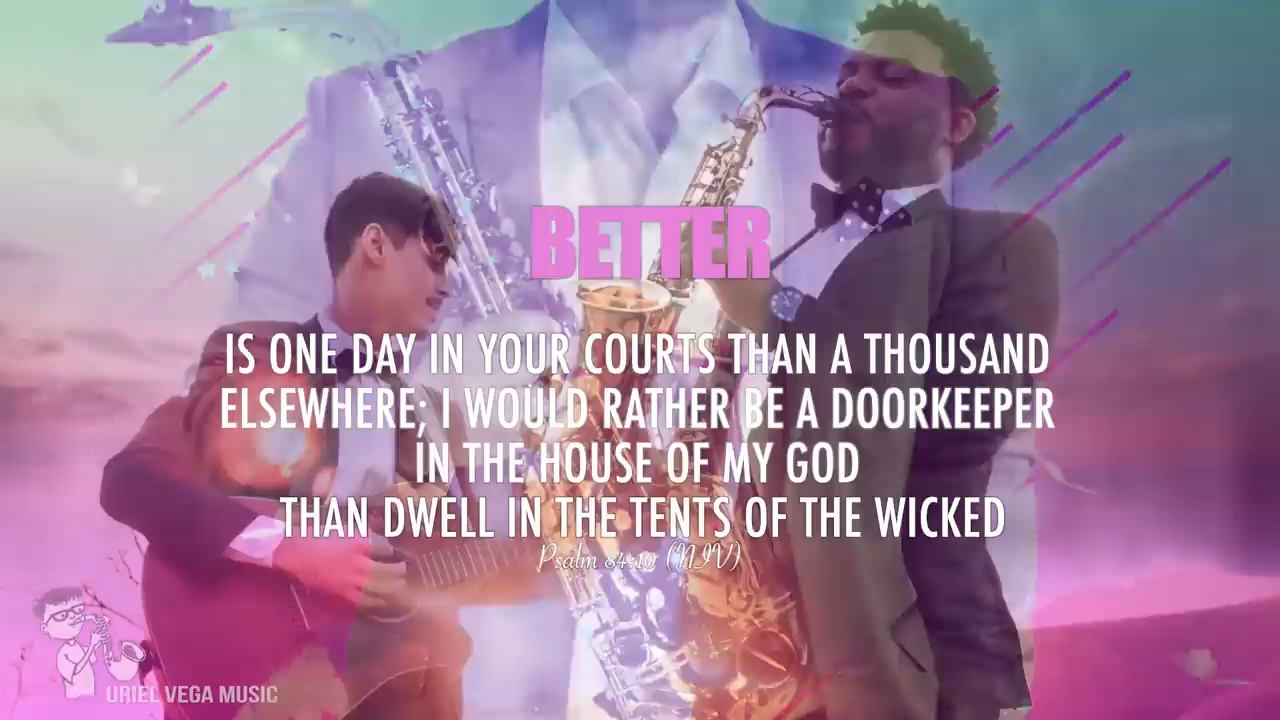 BETTER
IS ONE DAY IN YOUR COURTS THAN A THOUSAND
ELSEWHERE; I WOULD RATHER BE A DOORKEEPER
IN THE HOUSE OF MY GOD
THAN DWELL IN THE TENTS OF THE WICKED
Psalm 84:10 (NIV)
URIEL VEGA MUSIC